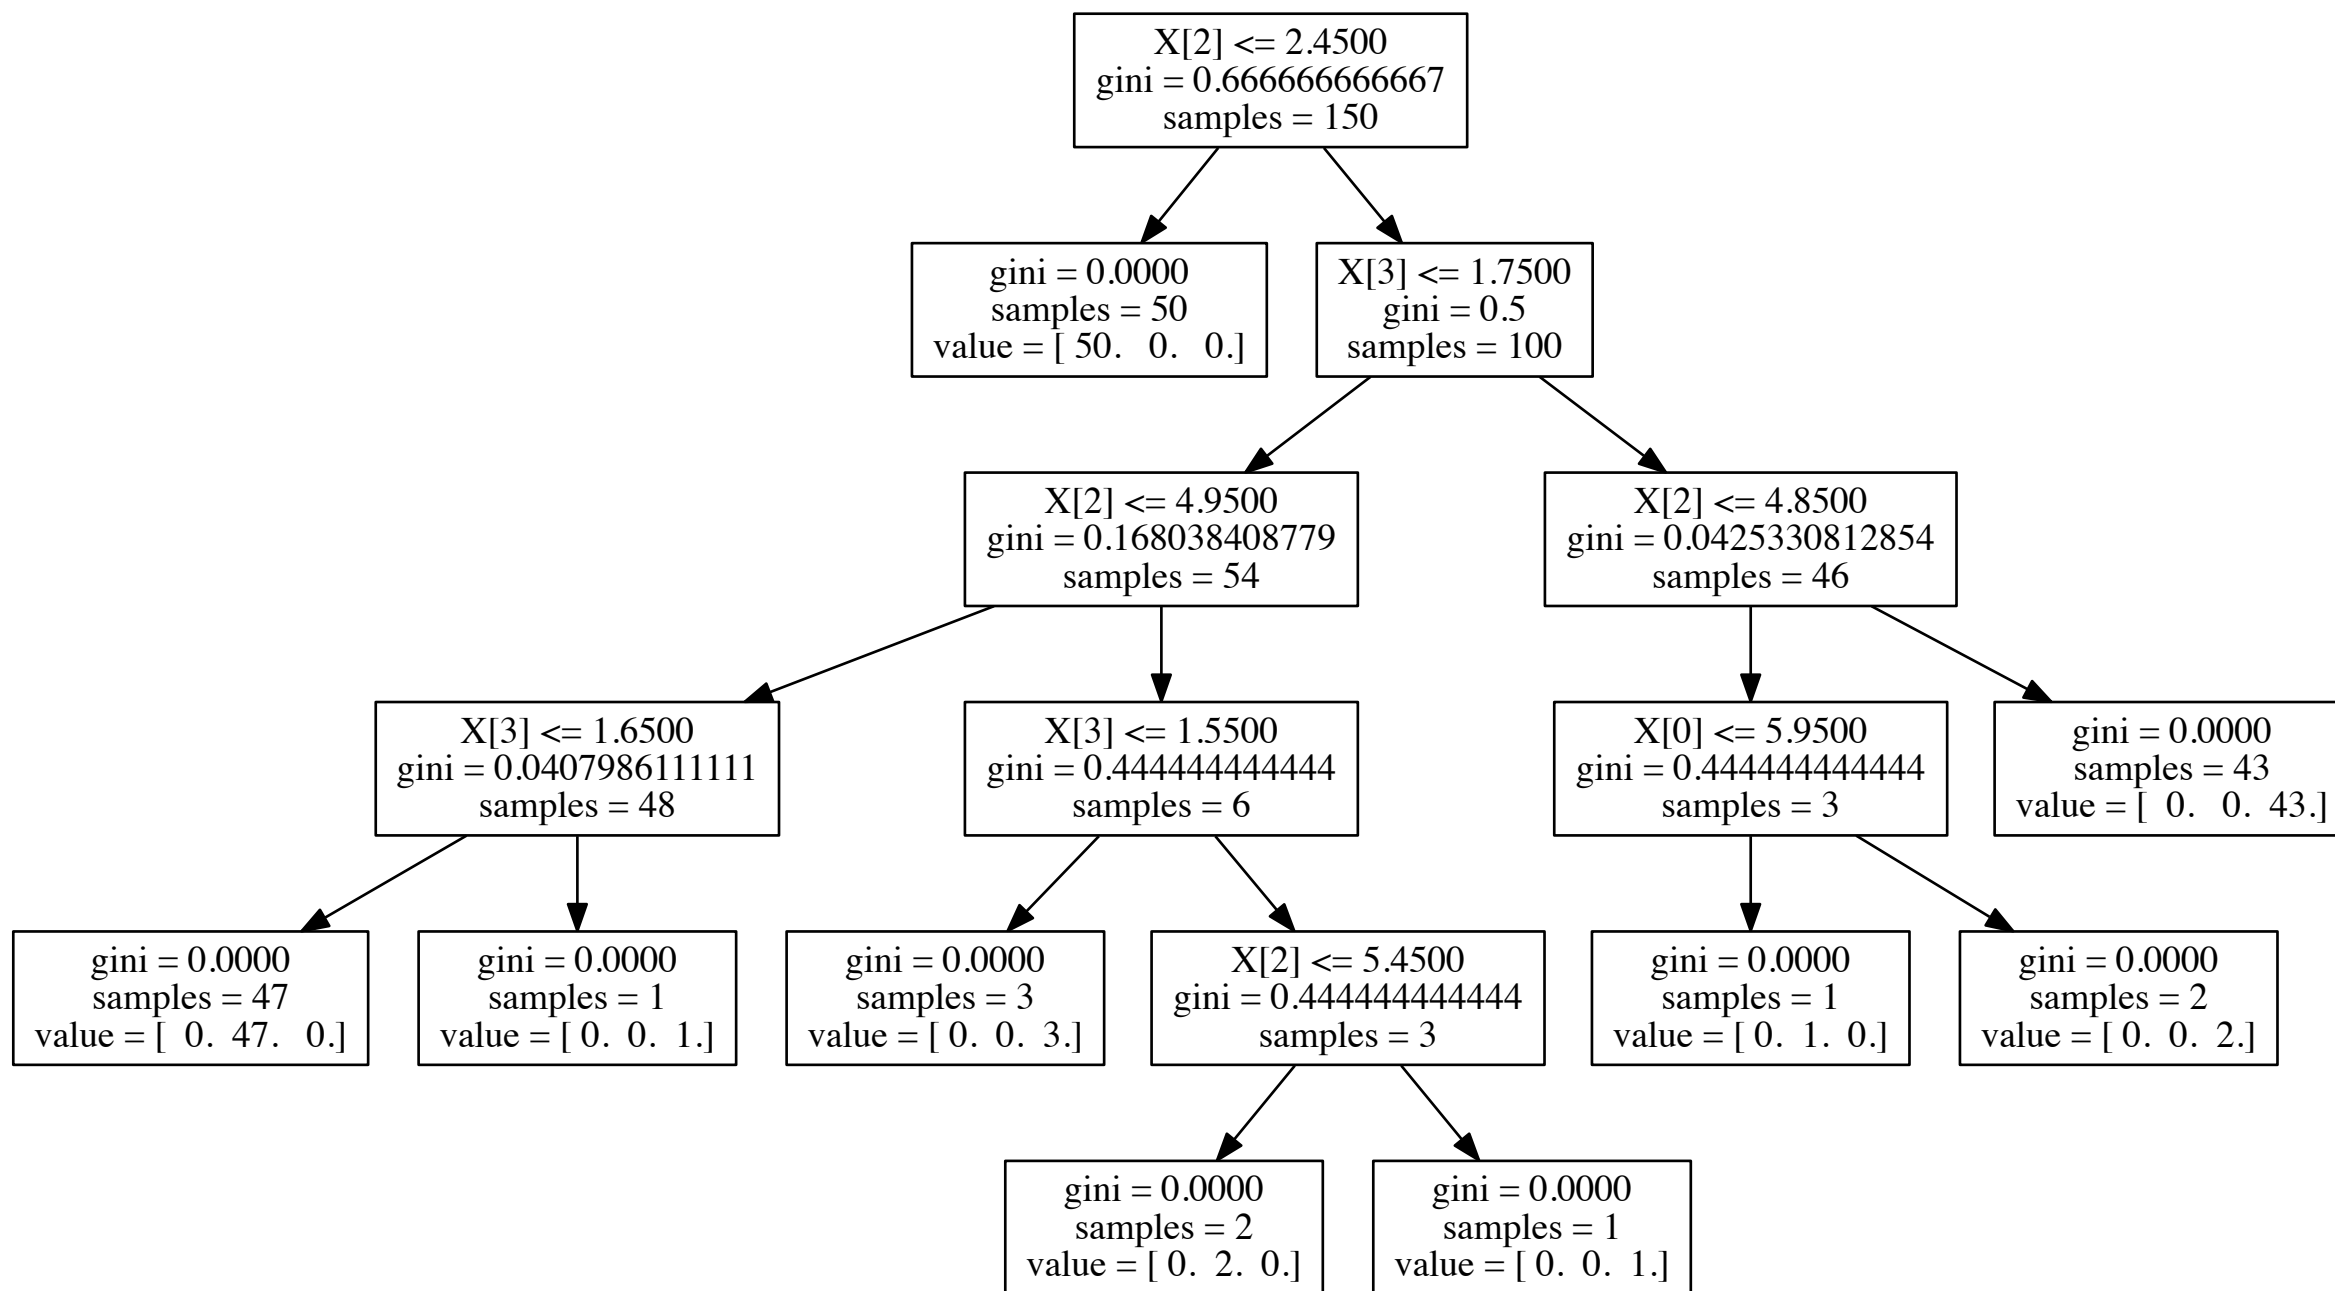 X[2] <= 2.4500
gini = 0.666666666667
samples = 150
gini = 0.0000
samples = 50
value = [ 50. 0. 0.]
X[3] <= 1.7500
gini = 0.5
samples = 100
X[2] <= 4.9500
gini = 0.168038408779
samples = 54
X[2] <= 4.8500
gini = 0.0425330812854
samples = 46
X[3] <= 1.6500
gini = 0.0407986111111
samples = 48
X[3] <= 1.5500
gini = 0.444444444444
samples = 6
X[0] <= 5.9500
gini = 0.444444444444
samples = 3
gini = 0.0000
samples = 43
value = [ 0. 0. 43.]
gini = 0.0000
samples = 47
value = [ 0. 47. 0.]
gini = 0.0000
samples = 1
value = [ 0. 0. 1.]
gini = 0.0000
samples = 3
value = [ 0. 0. 3.]
X[2] <= 5.4500
gini = 0.444444444444
samples = 3
gini = 0.0000
samples = 1
value = [ 0. 1. 0.]
gini = 0.0000
samples = 2
value = [ 0. 0. 2.]
gini = 0.0000
samples = 2
value = [ 0. 2. 0.]
gini = 0.0000
samples = 1
value = [ 0. 0. 1.]